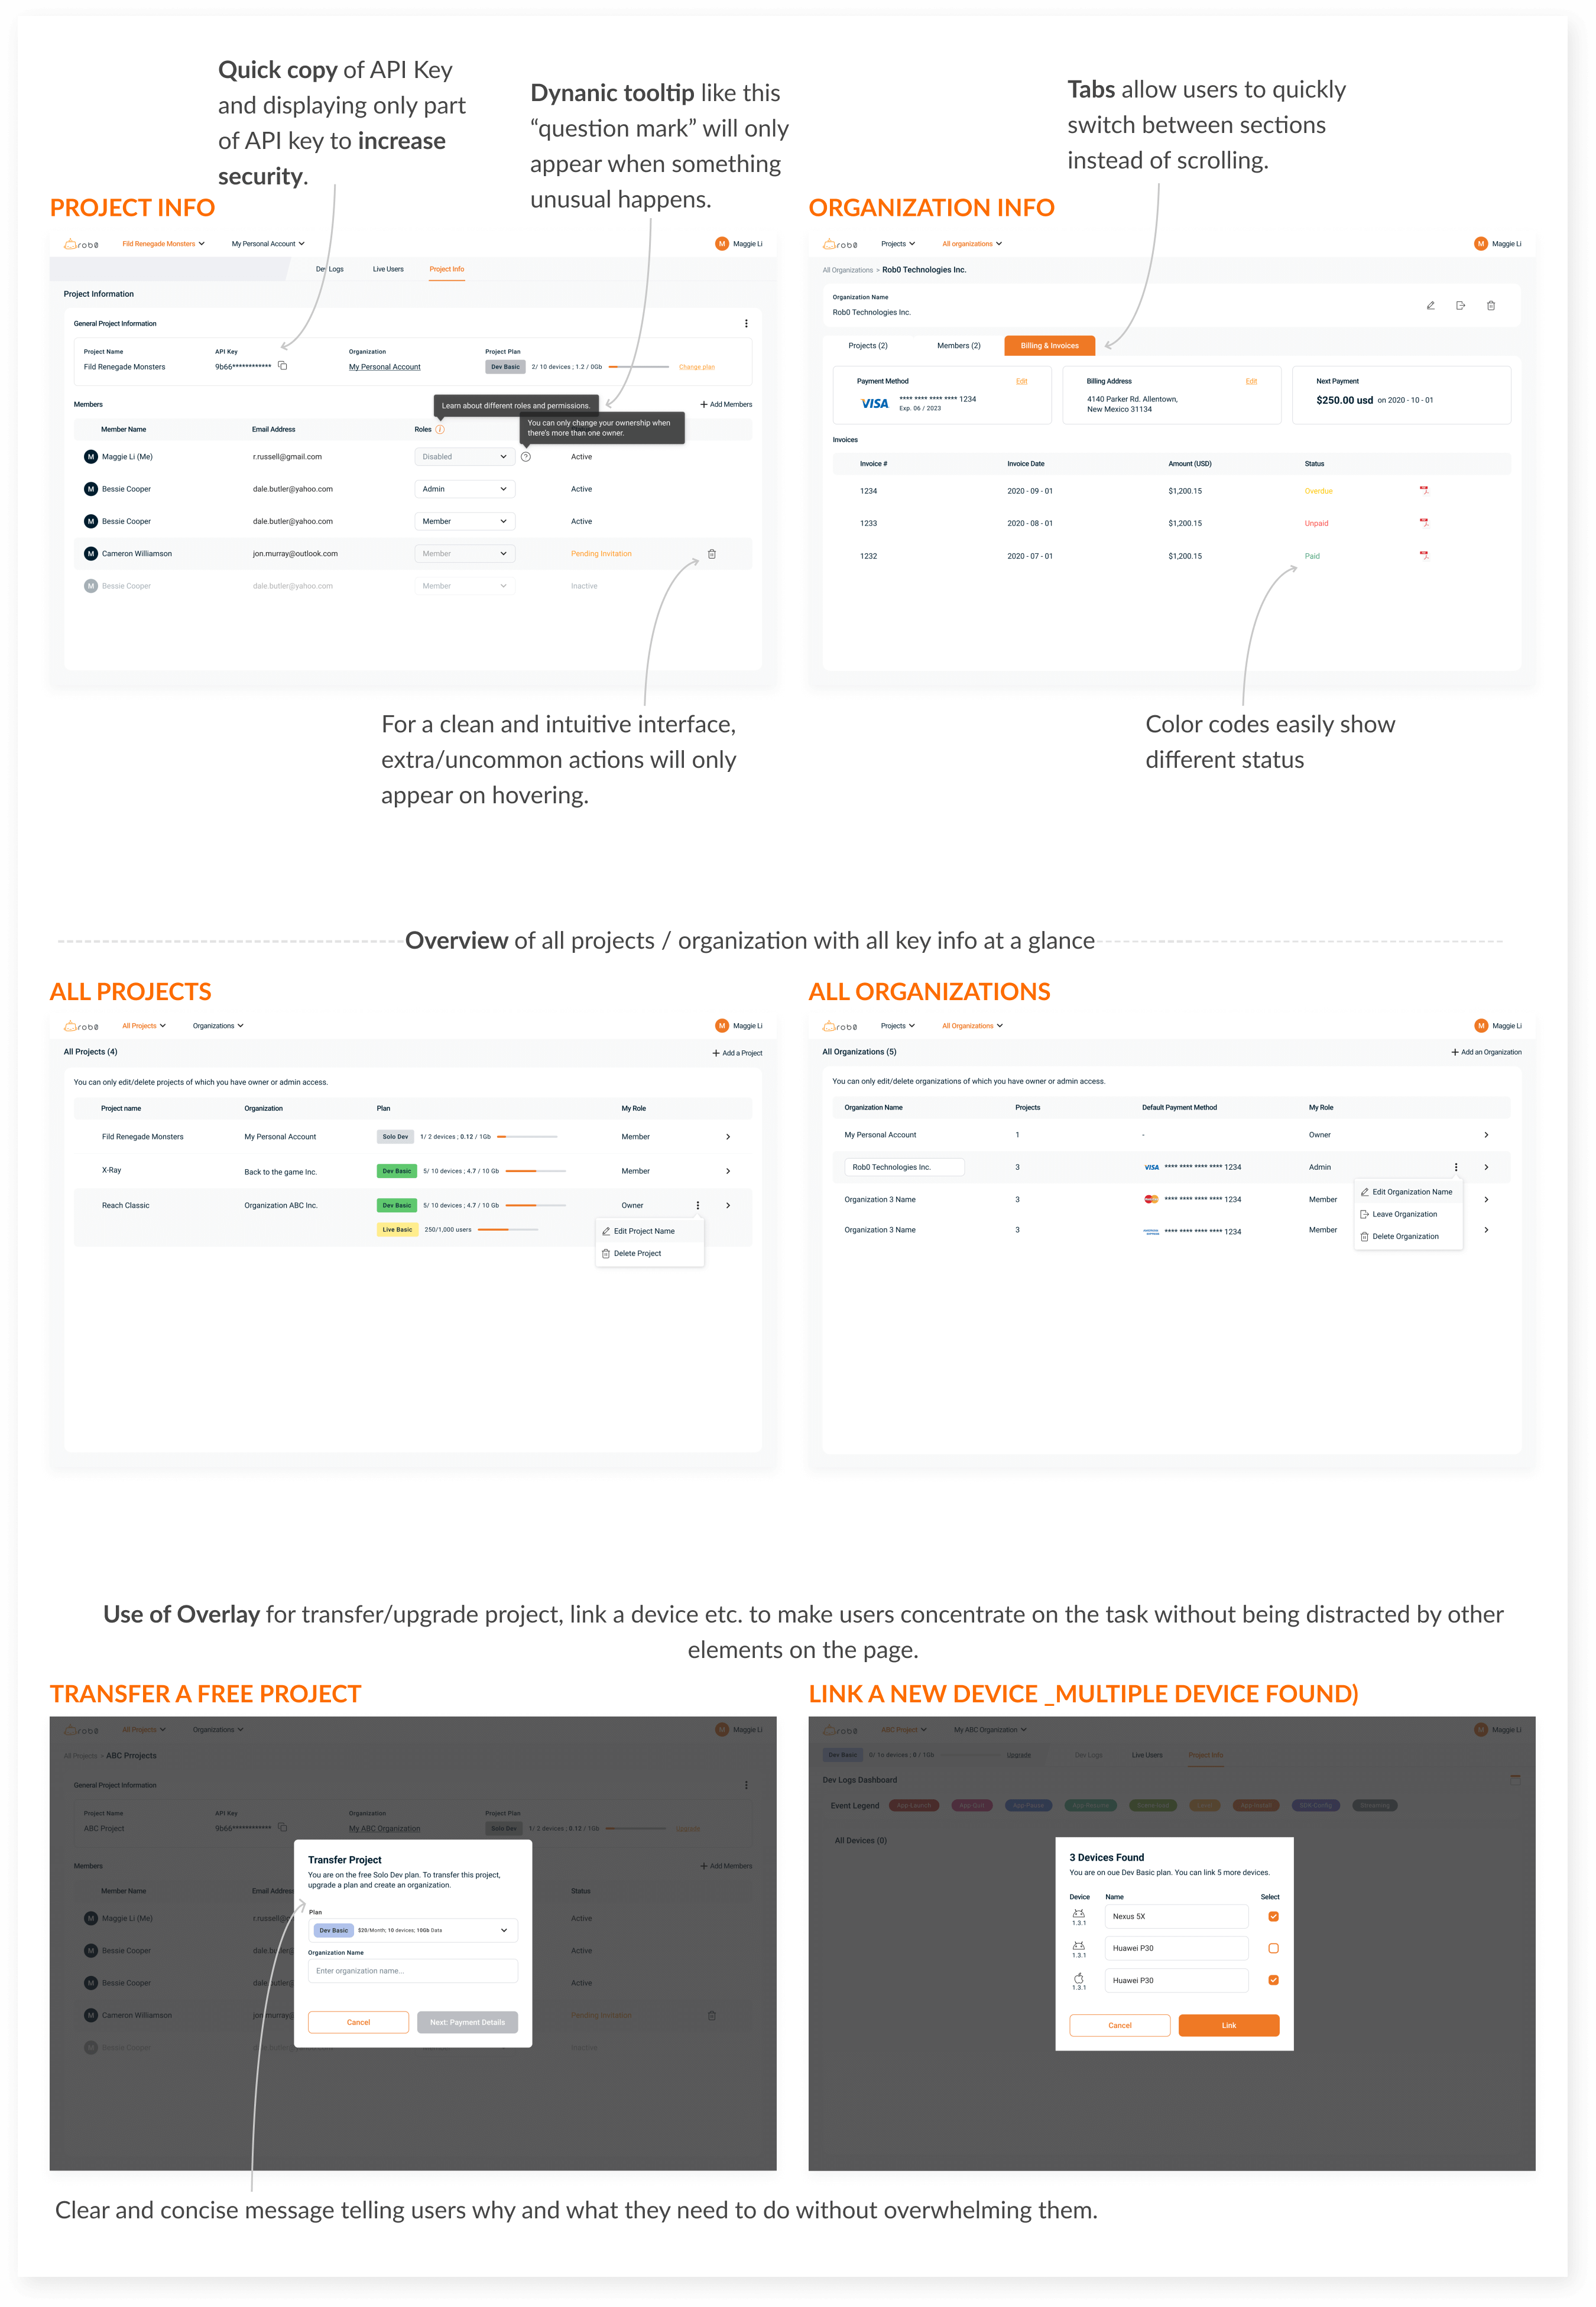 Quick copy of API Key
and displaying only part
of API key to increase
security.
Dynanic tooltip like this
“question mark” will only
appear when something
unusual happens.
Tabs allow users to quickly
switch between sections
instead of scrolling.
PROJECT INFO
rob0 Fild Renegade Monsters My Personal Account M Maggie Li
Dev Logs Live Users Project Info
Project Information
General Project Information
Project Name API Key Organization Project Plan
Fild Renegade Monsters 9b66************ My Personal Account Dev Basic 2/ 10 devices ; 1.2 / 0Gb Change plan
Learn about different roles and permissions.
Members + Add Members
You can only change your ownership when
there's more than one owner.
Member Name Email Address Roles i
M Maggie Li (Me) r.russell@gmail.com Disabled ? Active
M Bessie Cooper dale.butler@yahoo.com Admin Active
M Bessie Cooper dale.butler@yahoo.com Member Active
M Cameron Williamson jon.murray@outlook.com Member Pending Invitation
M Bessie Cooper dale.butler@yahoo.com Member Inactive
For a clean and intuitive interface,
extra/uncommon actions will only
appear on hovering.
ORGANIZATION INFO
rob0 Projects All organizations M Maggie Li
All Organizations > Rob0 Technologies Inc.
Organization Name
Rob0 Technologies Inc.
Projects (2) Members (2) Billing & Invoices
Payment Method Edit
VISA **** **** **** **** 1234
Exp. 06 / 2023
Billing Address Edit
4140 Parker Rd. Allentown,
New Mexico 31134
Next Payment
$250.00 usd on 2020 - 10 - 01
Invoices
Invoice # Invoice Date Amount (USD) Status
1234 2020 - 09 - 01 $1,200.15 Overdue
1233 2020 - 08 - 01 $1,200.15 Unpaid
1232 2020 - 07 - 01 $1,200.15 Paid
Color codes easily show
different status
Overview of all projects / organization with all key info at a glance
ALL PROJECTS
rob0 All Projects Organizations M Maggie Li
All Projects (4) + Add a Project
You can only edit/delete projects of which you have owner or admin access.
Project name Organization Plan My Role
Fild Renegade Monsters My Personal Account Solo Dev 1/ 2 devices ; 0.12 / 1Gb Member
X-Ray Back to the game Inc. Dev Basic 5/ 10 devices ; 4.7 / 10 Gb Member
Reach Classic Organization ABC Inc. Dev Basic 5/ 10 devices ; 4.7 / 10 Gb Owner
Live Basic 250/1,000 users
Edit Project Name
Delete Project
ALL ORGANIZATIONS
rob0 Projects All Organizations M Maggie Li
All Organizations (5) + Add an Organization
You can only edit/delete organizations of which you have owner or admin access.
Organization Name Projects Default Payment Method My Role
My Personal Account 1 - Owner
Rob0 Technologies Inc. 3 VISA **** **** **** **** 1234 Admin
Organization 3 Name 3 **** **** **** **** 1234 Member
Organization 3 Name 3 **** **** **** **** 1234 Member
Edit Organization Name
Leave Organization
Delete Organization
Use of Overlay for transfer/upgrade project, link a device etc. to make users concentrate on the task without being distracted by other
elements on the page.
TRANSFER A FREE PROJECT
rob0 All Projects Organizations M Maggie Li
All Projects > ABC Prrojects
General Project Information
Project Name API Key Organization Project Plan
ABC Project 9b66************ My ABC Organization Solo Dev 1/ 2 devices ; 0.12 / 1Gb Upgrade
Members + Add Members
Member Name Email Address Status
M Maggie Li (Me) r.russell@ Active
M Bessie Cooper dale.butler@ Active
M Bessie Cooper dale.butler@ Active
M Cameron Williamson jon.murray@ Pending Invitation
M Bessie Cooper Inactive
Transfer Project
You are on the free Solo Dev plan. To transfer this project,
upgrade a plan and create an organization.
Plan
Dev Basic $20/Month; 10 devices; 10Gb Data
Organization Name
Enter organization name...
Cancel Next: Payment Details
LINK A NEW DEVICE _MULTIPLE DEVICE FOUND)
rob0 ABC Project My ABC Organization M Maggie Li
Dev Basic 0/ 1o devices ; 0 / 1Gb Upgrade Dev Logs Live Users Project Info
Dev Logs Dashboard
Event Legend App-Launch App-Quit App-Pause App-Resume Scene-load App-Install SDK-Config Streaming
All Devices (0)
3 Devices Found
You are on oue Dev Basic plan. You can link 5 more devices.
Device Name Select
1.3.1 Nexus 5X
1.3.1 Huawei P30
1.3.1 Huawei P30
Cancel Link
Clear and concise message telling users why and what they need to do without overwhelming them.